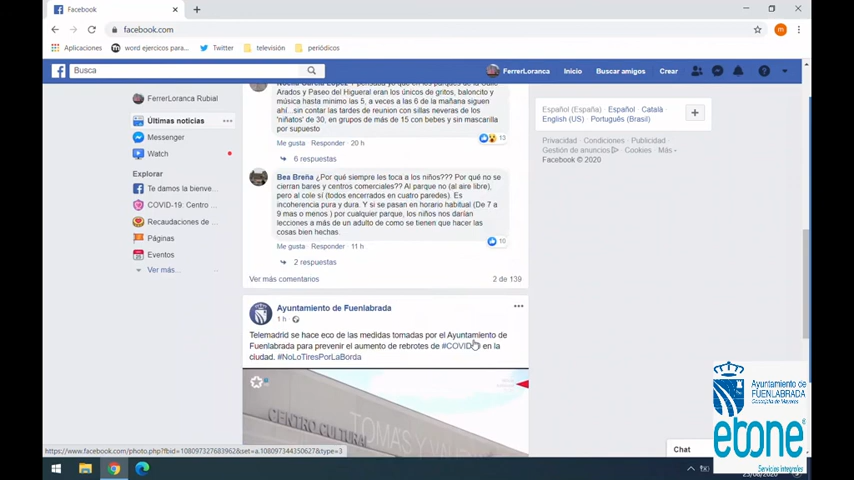 Facebook
facebook.com
Aplicaciones
word ejercicios para...
Twitter
televisión
periódicos
Busca
FerrerLoranca
Inicio
Buscar amigos
Crear
FerrerLoranca Rubial
Últimas noticias
Messenger
Watch
Explorar
Te damos la bienve...
COVID-19: Centro ...
Recaudaciones de ...
Páginas
Eventos
Ver más...
Arados y Paseo del Higueral eran los únicos de gritos, baloncito y
música hasta minimo las 5, a veces a las 6 de la mañana siguen
ahi...sin contar las tardes de reunion con sillas neveras de los
'niñatos' de 30, en grupos de más de 15 con bebes y sin mascarilla
por supuesto
13
Me gusta · Responder · 20 h
6 respuestas
Bea Breña ¿Por qué siempre les toca a los niños??? Por qué no se
cierran bares y centros comerciales?? Al parque no (al aire libre),
pero al cole sí (todos encerrados en cuatro paredes). Es
incoherencia pura y dura. Y si se pasan en horario habitual (De 7 a
9 mas o menos ) por cualquier parque, los niños nos darían
lecciones a más de un adulto de como se tienen que hacer las
cosas bien hechas.
10
Me gusta · Responder · 11 h
2 respuestas
Ver más comentarios
2 de 139
Ayuntamiento de Fuenlabrada
1 h
Telemadrid se hace eco de las medidas tomadas por el Ayuntamiento de
Fuenlabrada para prevenir el aumento de rebrotes de #COVID en la
ciudad. #NoLoTiresPorLaBorda
CENTRO CULTURAL
TOMÁS Y VALIENTE
Español (España) · Español · Català ·
English (US) · Português (Brasil)
Privacidad · Condiciones · Publicidad ·
Gestión de anuncios · Cookies · Más
Facebook © 2020
Chat
https://www.facebook.com/photo.php?fbid=108097327683962&set=a.108097344350627&type=3
Ayuntamiento de
FUENLABRADA
Concejalía de Mayores
etcone
Servicios Integrales